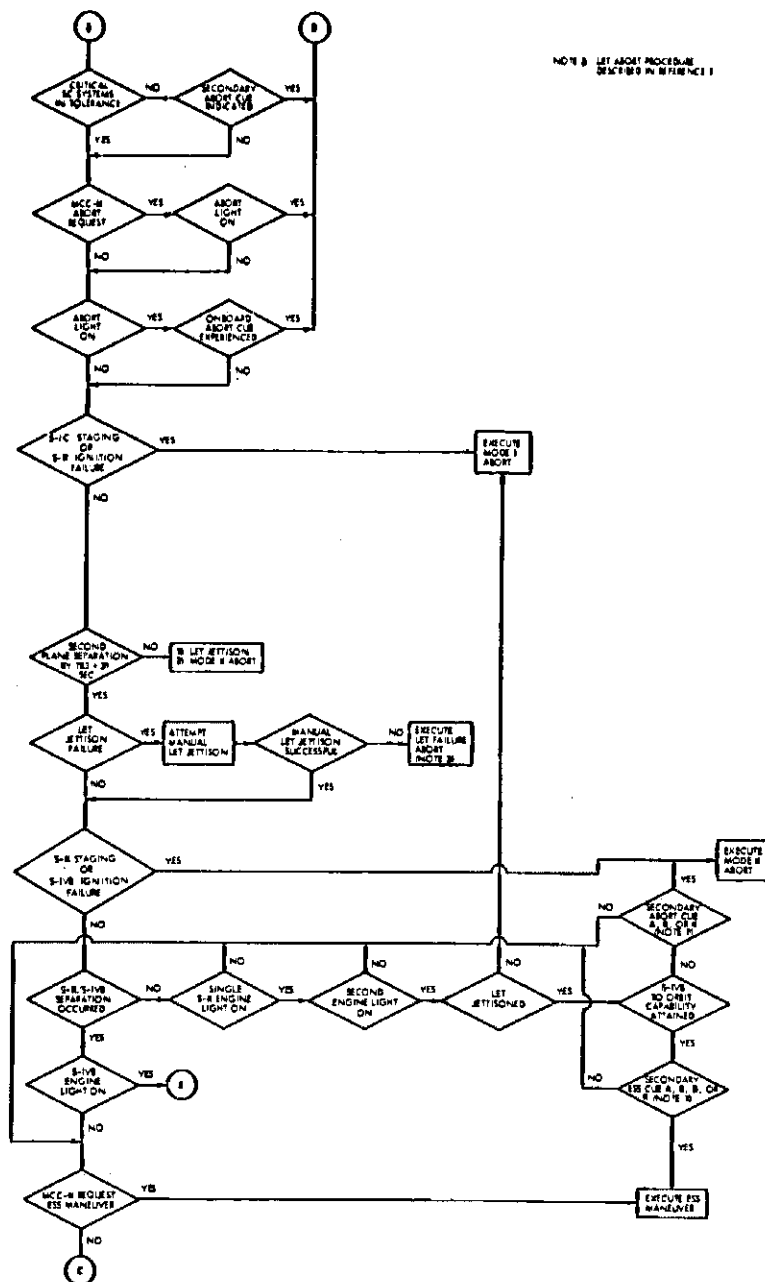 NOTE 3: LET ABORT PROCEDURE
DESCRIBED IN REFERENCE
CRITICAL
SC SYSTEMS
IN TOLERANCE
NO
SECONDARY
ABORT CUE
INDICATED
YES
YES
NO
MCC-H
ABORT
REQUEST
YES
ABORT
LIGHT
ON
YES
NO
NO
ABORT
LIGHT
ON
YES
ONBOARD
ABORT CUE
EXPERIENCED
YES
NO
NO
S-IC STAGING
OR
S-II IGNITION
FAILURE
YES
EXECUTE
MODE
ABORT
NO
SECOND
PLANE SEPARATION
BY
SEC
NO
LET JETTISON
MODE II ABORT
YES
LET
JETTISON
FAILURE
YES
ATTEMPT
MANUAL
LET JETTISON
MANUAL
LET JETTISON
SUCCESSFUL
NO
EXECUTE
LET FAILURE
ABORT
NO
YES
S-II STAGING
OR
S-IVB IGNITION
FAILURE
YES
EXECUTE
MODE
ABORT
YES
NO
NO
SECONDARY
ABORT CUE
NO
NO
NO
NO
NO
S-II/S-IVB
SEPARATION
OCCURRED
NO
SINGLE
S-II ENGINE
LIGHT ON
YES
SECOND
ENGINE LIGHT
ON
YES
LET
JETTISONED
YES
S-IVB
TO ORBIT
CAPABILITY
ATTAINED
YES
YES
S-IVB
ENGINE
LIGHT ON
YES
NO
SECONDARY
NO
YES
MCC-H REQUEST
ESS MANEUVER
YES
EXECUTE ESS
MANEUVER
NO